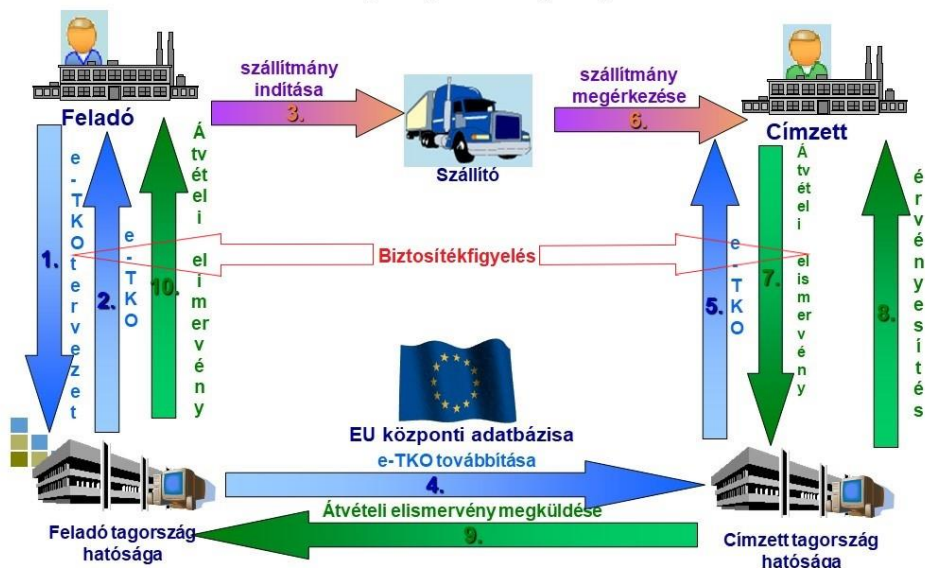 szállítmány
indítása
3.
szállítmány
megérkezése
6.
Feladó
Szállító
Címzett
1.
e-TKO tervezet
2.
e-TKO
10.
Átvételi elimervény
Biztosítékfigyelés
5.
e-TKO
7.
Átvételi elismervény
8.
érvényesítés
EU központi adatbázisa
e-TKO továbbítása
4.
Átvételi elismervény megküldése
9.
Feladó tagország
hatósága
Címzett tagország
hatósága